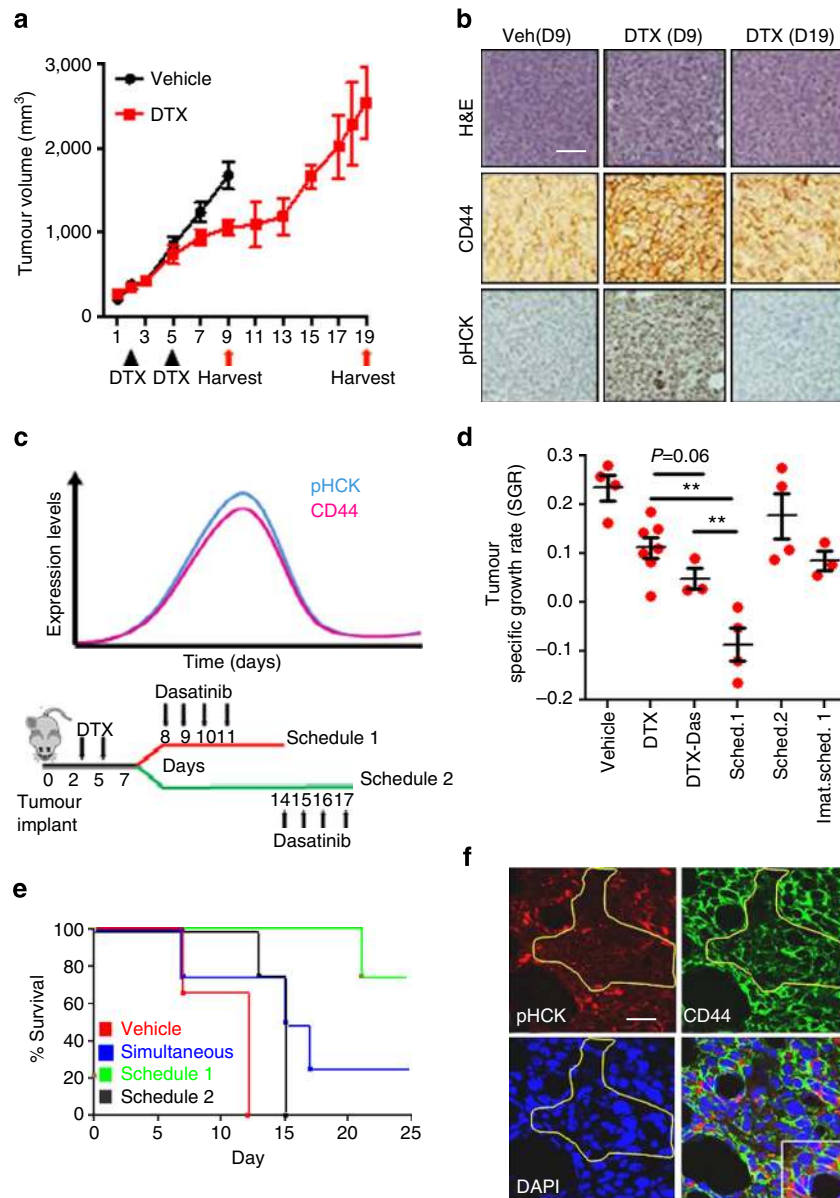 a
3,000
2,000
1,000
0
Tumour volume (mm³)
Vehicle
DTX
1 3 5 7 9 11 13 15 17 19
DTX DTX Harvest Harvest
b
Veh(D9) DTX (D9) DTX (D19)
H&E
CD44
pHCK
c
Expression levels
pHCK
CD44
Time (days)
Dasatinib
DTX
8 9 10 11
Schedule 1
Days
0 2 5 7
Schedule 2
Tumour
implant
14 15 16 17
Dasatinib
d
0.3
0.2
0.1
0.0
–0.1
–0.2
Tumour
specific growth rate (SGR)
P=0.06
**
**
Vehicle
DTX
DTX-Das
Sched.1
Sched.2
Imat.sched. 1
e
100
80
60
40
20
0
% Survival
Vehicle
Simultaneous
Schedule 1
Schedule 2
0 5 10 15 20 25
Day
f
pHCK
CD44
DAPI